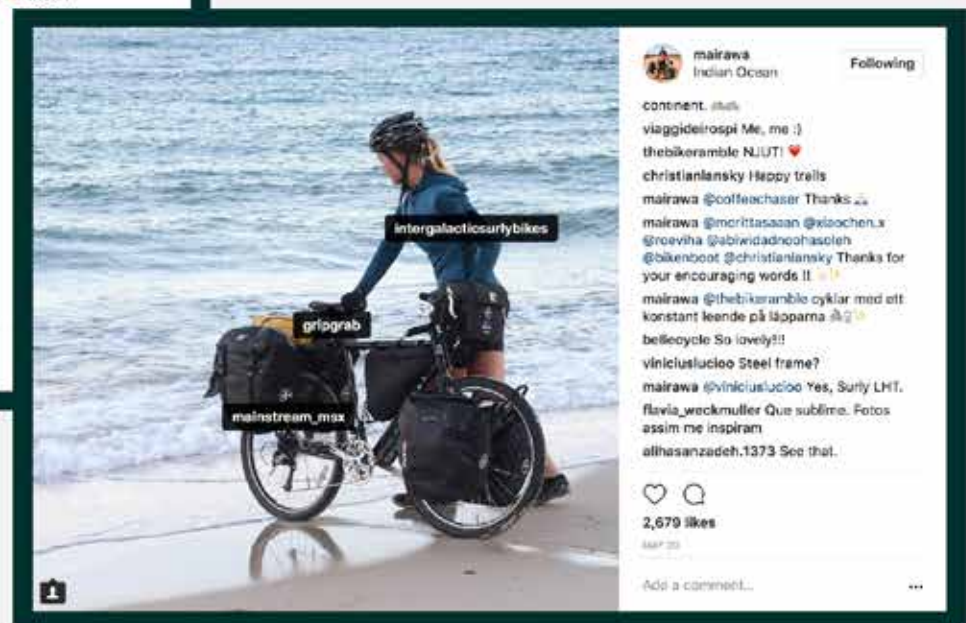 mairawa
Indian Ocean
Following
continent.
viaggideirospi Me, me :)
thebikeramble NJUT! ❤
christianlansky Happy trails
mairawa @coffeechaser Thanks
mairawa @xiaochen.x
@roeviha @abiwidadnoohasoleh
@bikenboot @christianlansky Thanks for
your encouraging words !!
mairawa @thebikeramble cyklar med ett
konstant leende på läpparna
bellecycle So lovely!!!
viniciuslucioo Steel frame?
mairawa @viniciuslucioo Yes, Surly LHT.
flavia_weckmuller Que sublime. Fotos
assim me inspiram
alihasanzadeh.1373 See that.
2,679 likes
MAY 20
Add a comment...
intergalacticsurlybikes
gripgrab
mainstream_msx